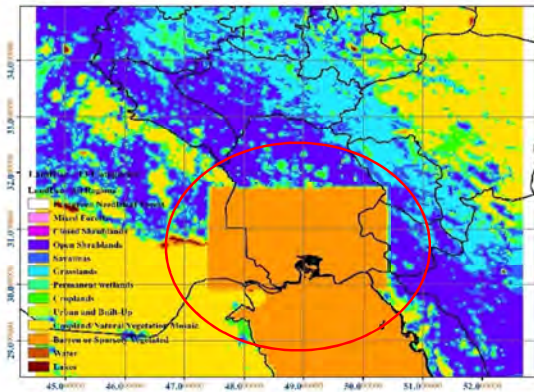 34.0
33.0
32.0
Mixed Forests
Closed Shrublands
31.0
Open Shrublands
Savannas
Grasslands
Permanent wetlands
30.0
Croplands
Urban and Built-Up
Cropland/Natural Vegetation Mosaic
Barren or Sparsely Vegetated
29.0
Water
Lakes
45.0 46.0 47.0 48.0 49.0 50.0 51.0 52.0